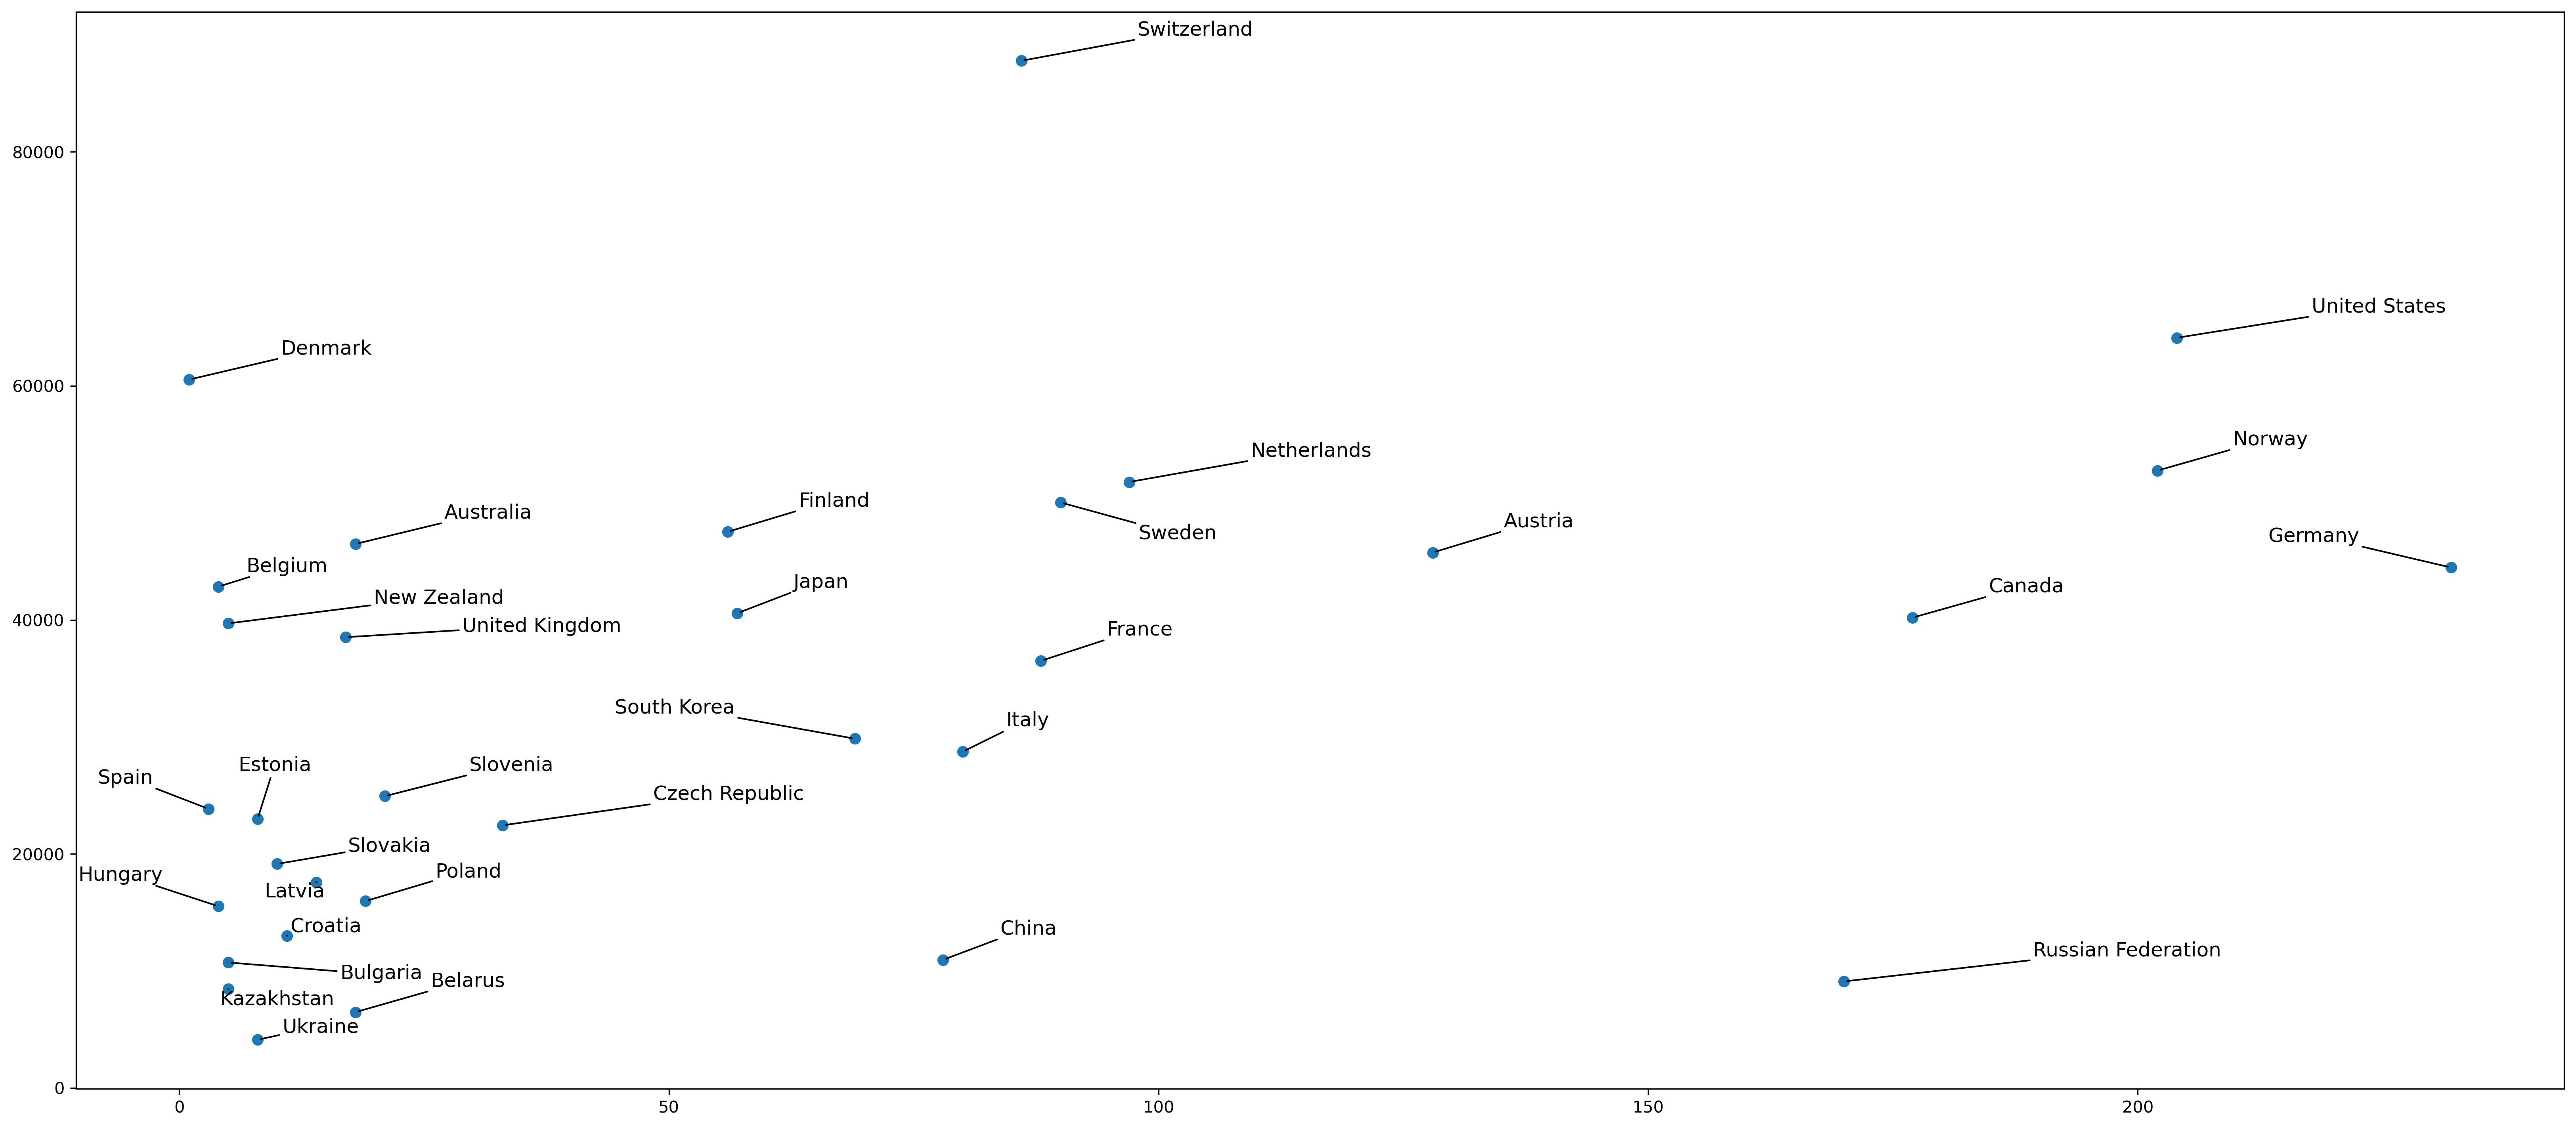 Switzerland
80000
United States
Denmark
60000
Norway
Netherlands
Finland
Australia
Austria
Sweden
Germany
Belgium
Japan
Canada
New Zealand
40000
United Kingdom
France
South Korea
Italy
Estonia
Slovenia
Spain
Czech Republic
20000
Slovakia
Poland
Hungary
Latvia
Croatia
China
Russian Federation
Bulgaria
Belarus
Kazakhstan
Ukraine
0
0 50 100 150 200